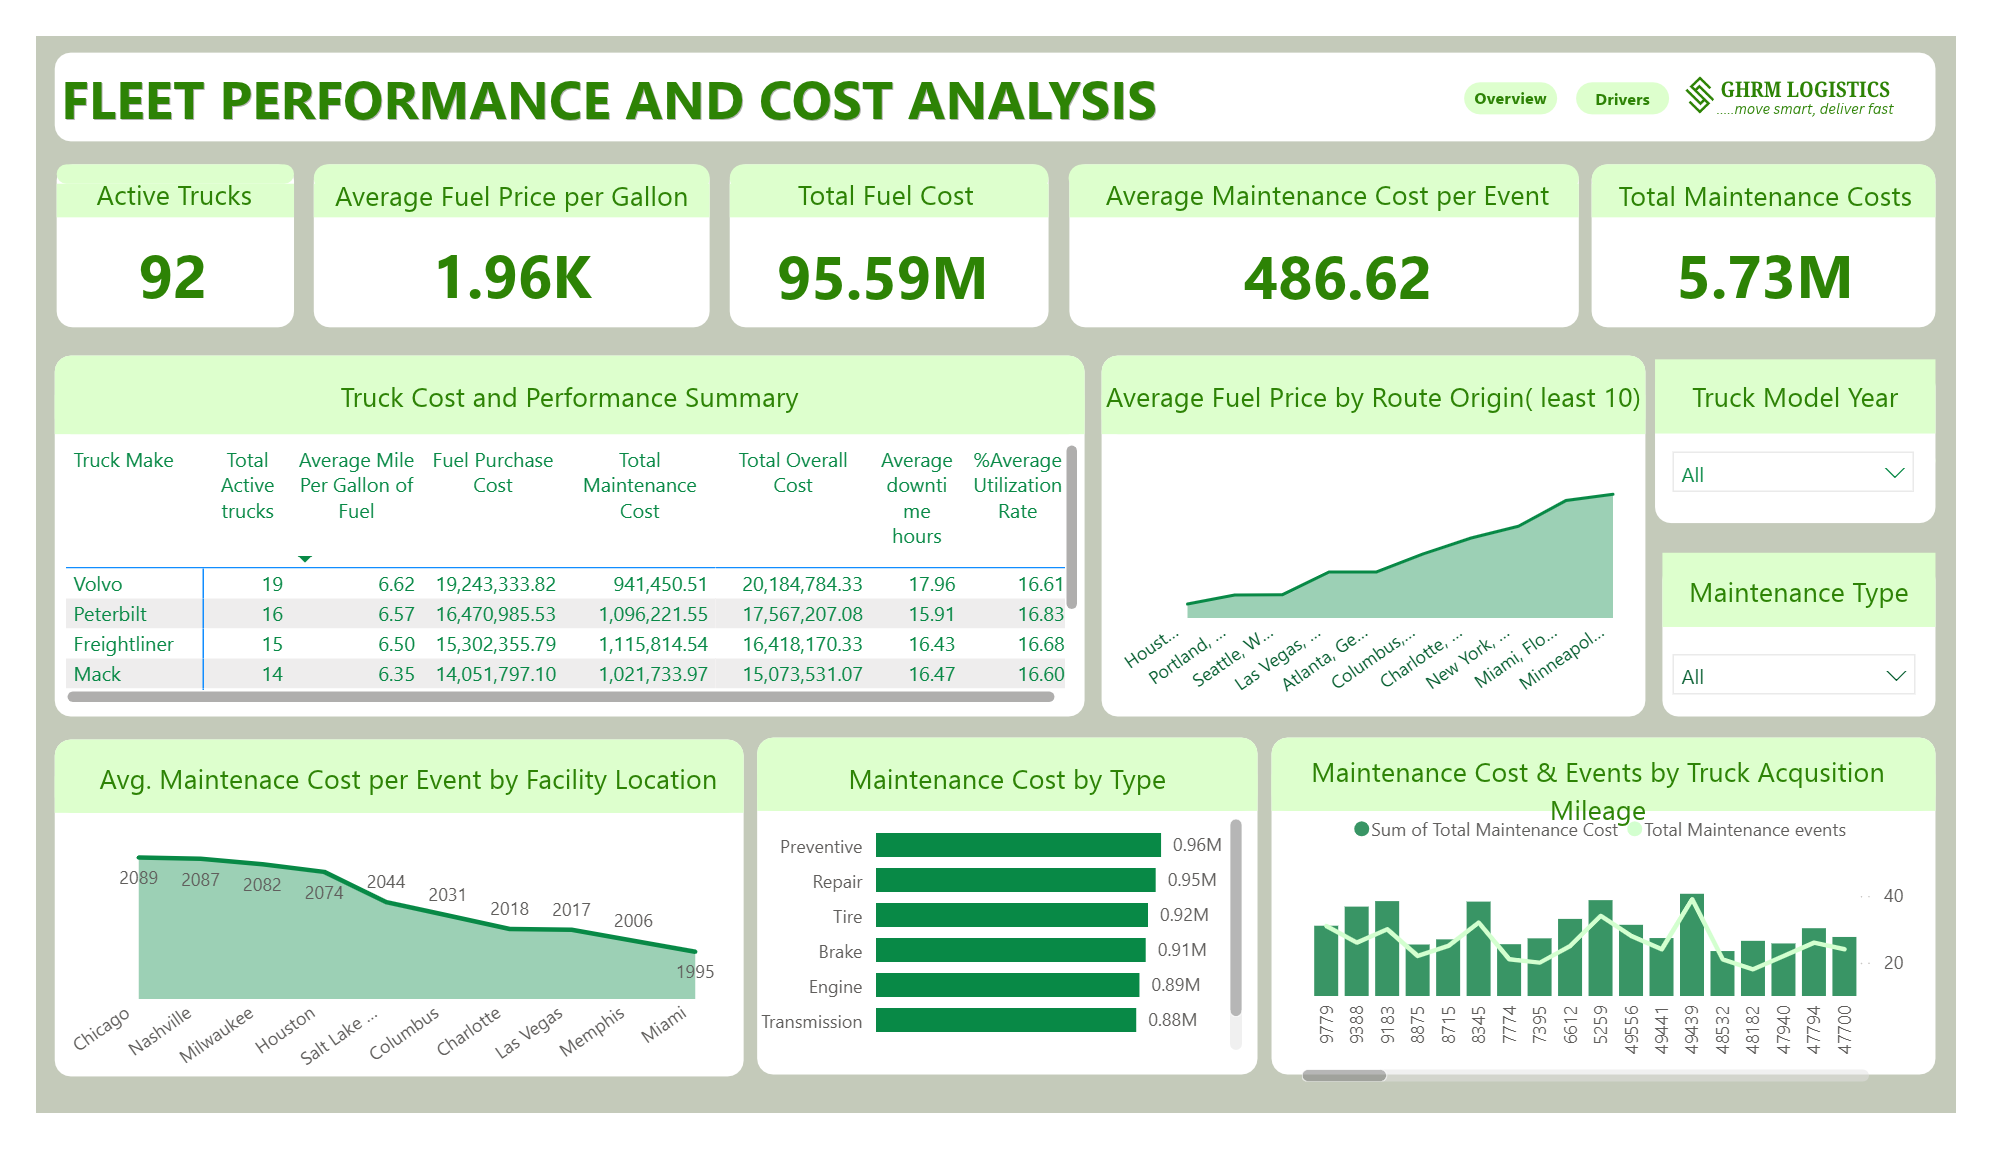 FLEET PERFORMANCE AND COST ANALYSIS
Overview
Drivers
GHRM LOGISTICS
.....move smart, deliver fast
Active Trucks
92
Average Fuel Price per Gallon
1.96K
Total Fuel Cost
95.59M
Average Maintenance Cost per Event
486.62
Total Maintenance Costs
5.73M
Truck Cost and Performance Summary
Truck Make
Total
Active
trucks
Average Mile
Per Gallon of
Fuel
Fuel Purchase
Cost
Total
Maintenance
Cost
Total Overall
Cost
Average
downti
me
hours
%Average
Utilization
Rate
Volvo 19 6.62 19,243,333.82 941,450.51 20,184,784.33 17.96 16.61
Peterbilt 16 6.57 16,470,985.53 1,096,221.55 17,567,207.08 15.91 16.83
Freightliner 15 6.50 15,302,355.79 1,115,814.54 16,418,170.33 16.43 16.68
Mack 14 6.35 14,051,797.10 1,021,733.97 15,073,531.07 16.47 16.60
Average Fuel Price by Route Origin( least 10)
Houst...
Portland, ...
Seattle, W...
Las Vegas, ...
Atlanta, Ge...
Columbus,...
Charlotte, ...
New York, ...
Miami, Flo...
Minneapol...
Truck Model Year
All
Maintenance Type
All
Avg. Maintenace Cost per Event by Facility Location
2089
2087
2082
2074
2044
2031
2018
2017
2006
1995
Chicago
Nashville
Milwaukee
Houston
Salt Lake ...
Columbus
Charlotte
Las Vegas
Memphis
Miami
Maintenance Cost by Type
Preventive 0.96M
Repair 0.95M
Tire 0.92M
Brake 0.91M
Engine 0.89M
Transmission 0.88M
Maintenance Cost & Events by Truck Acqusition
Mileage
Sum of Total Maintenance Cost
Total Maintenance events
40
20
9779
9388
9183
8875
8715
8345
7774
7395
6612
5259
49556
49441
49439
48532
48182
47940
47794
47700